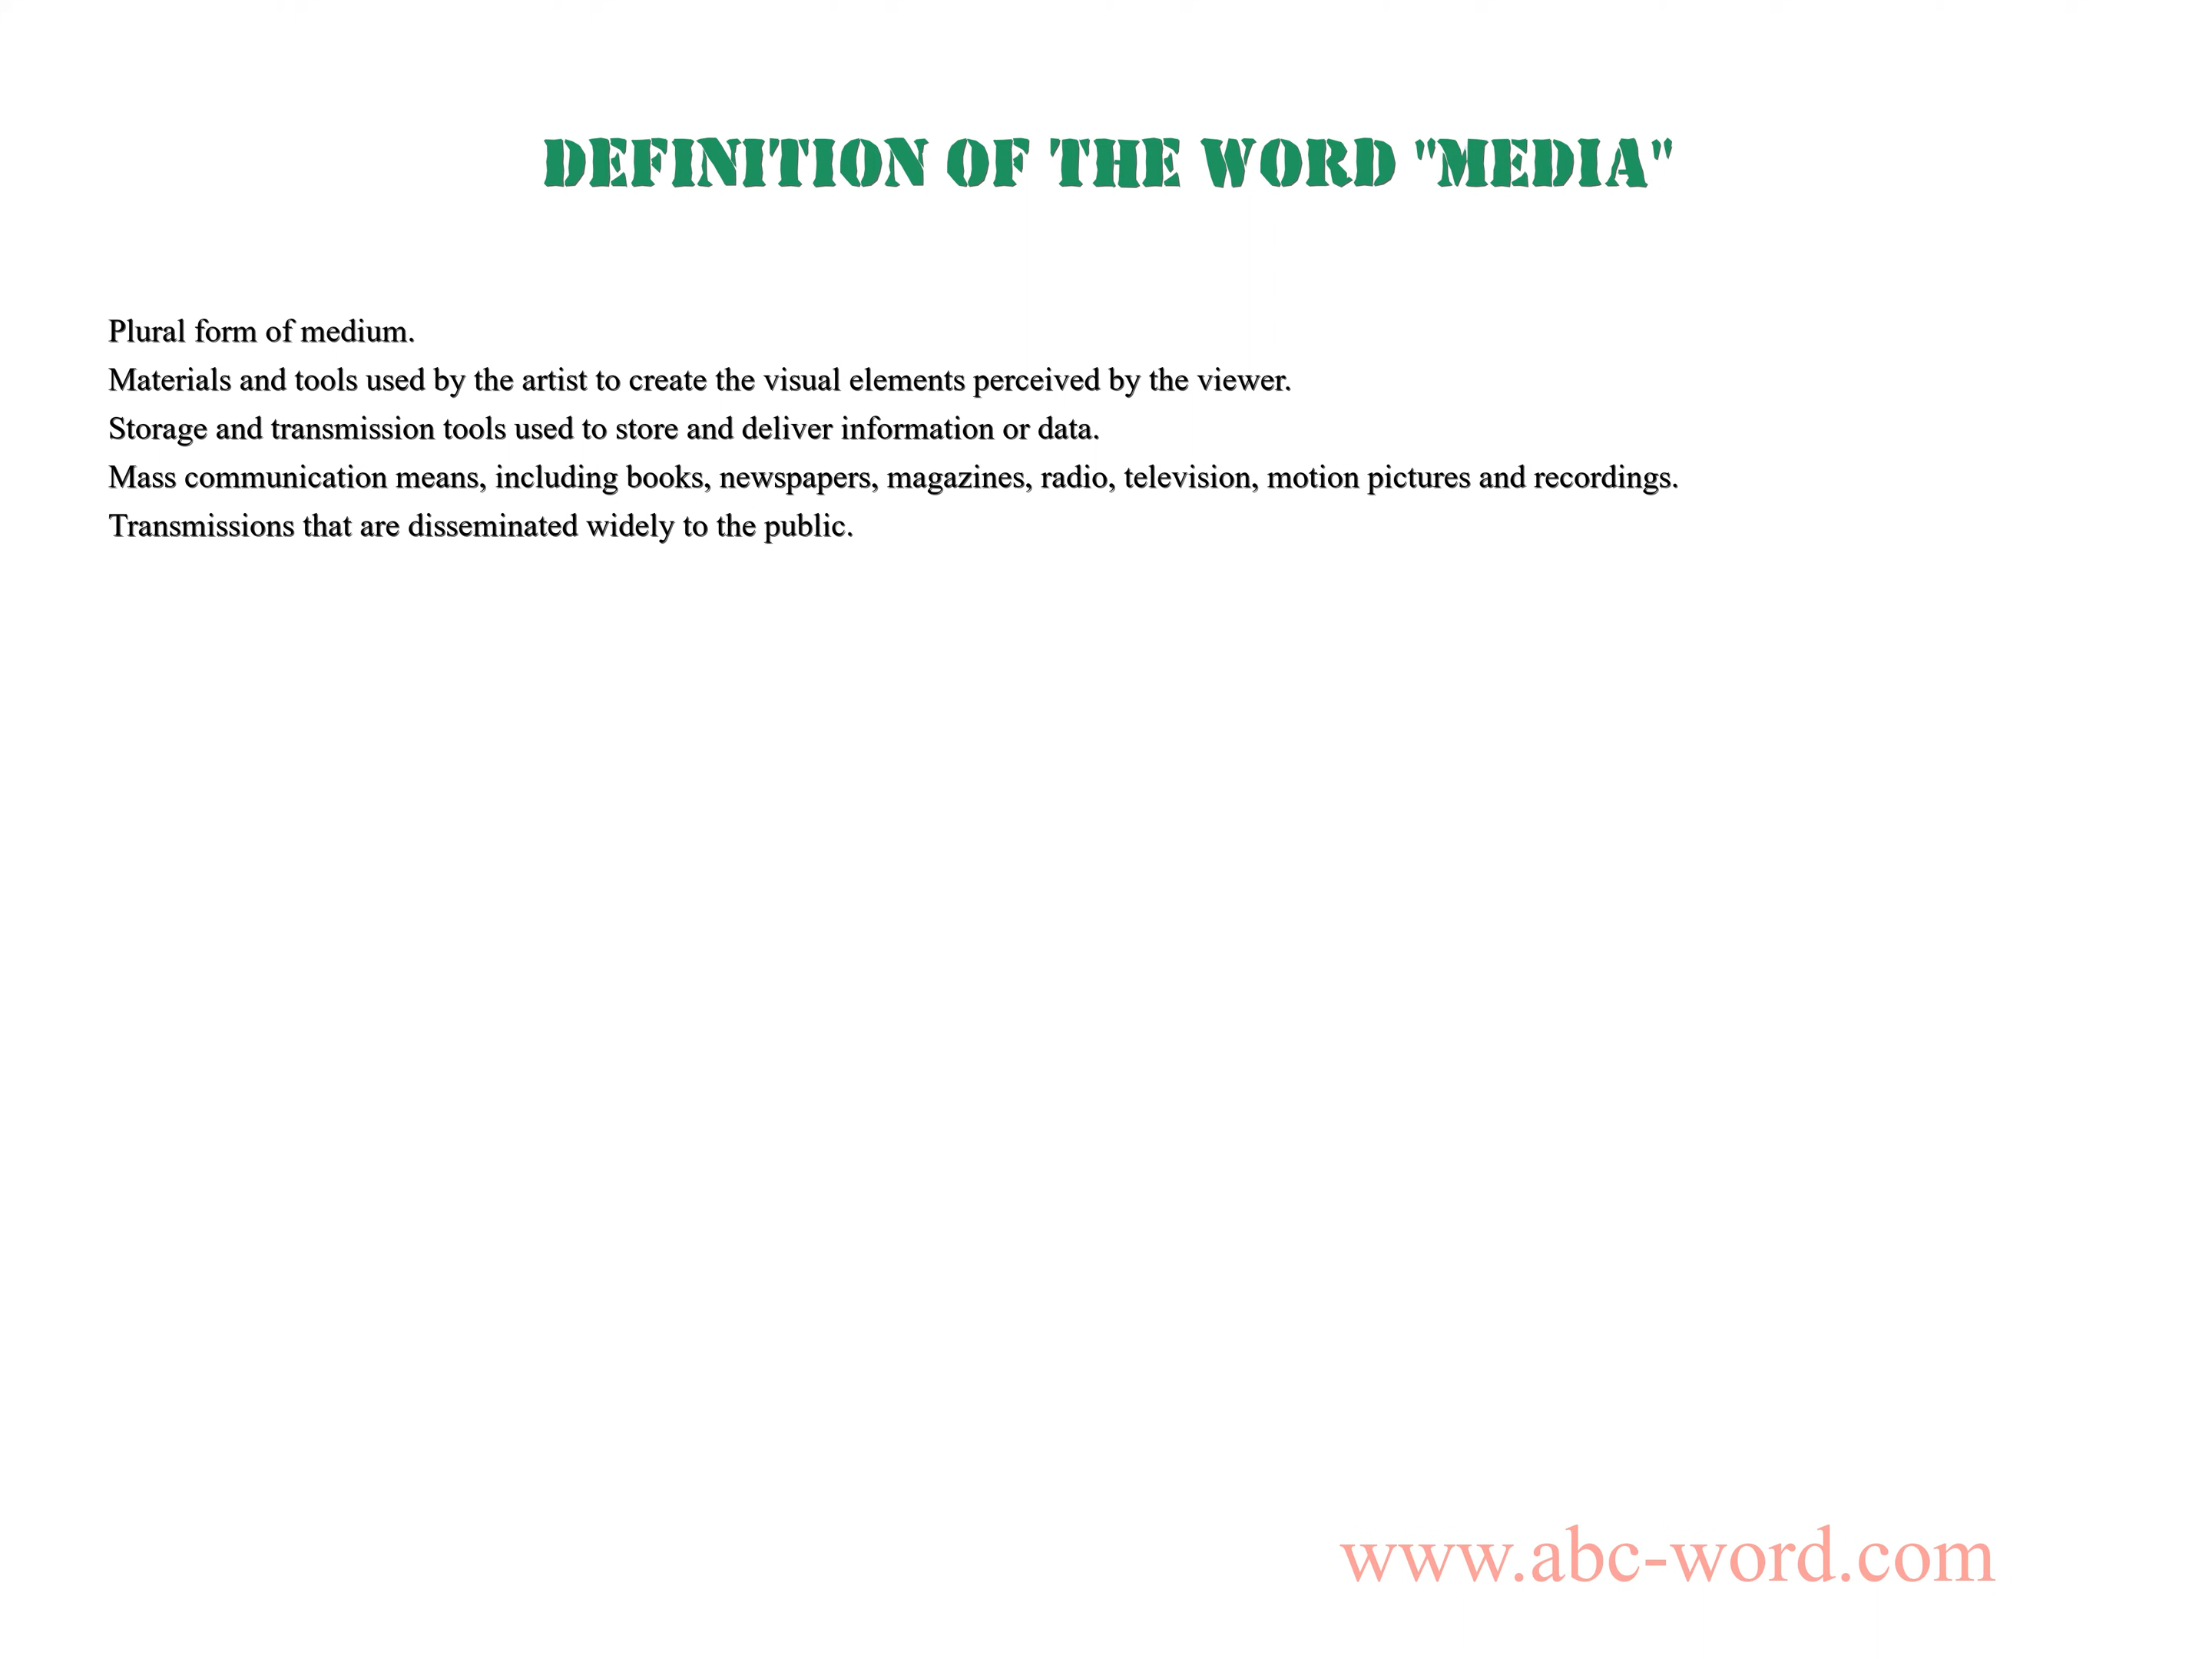 DEFINITION OF THE WORD "MEDIA"
Plural form of medium.
Materials and tools used by the artist to create the visual elements perceived by the viewer.
Storage and transmission tools used to store and deliver information or data.
Mass communication means, including books, newspapers, magazines, radio, television, motion pictures and recordings.
Transmissions that are disseminated widely to the public.
www.abc-word.com